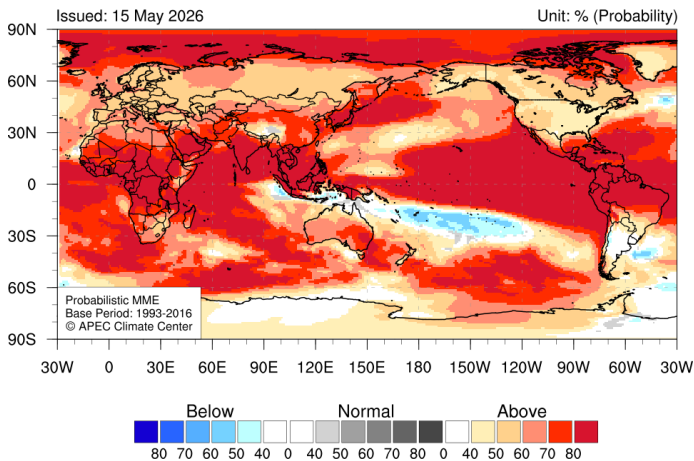 Issued: 15 May 2026 Unit: % (Probability)
90N
60N
30N
0
30S
60S
90S
Probabilistic MME
Base Period: 1993-2016
© APEC Climate Center
30W 0 30E 60E 90E 120E 150E 180 150W 120W 90W 60W 30W
Below Normal Above
80 70 60 50 40 0 40 50 60 70 80 0 40 50 60 70 80